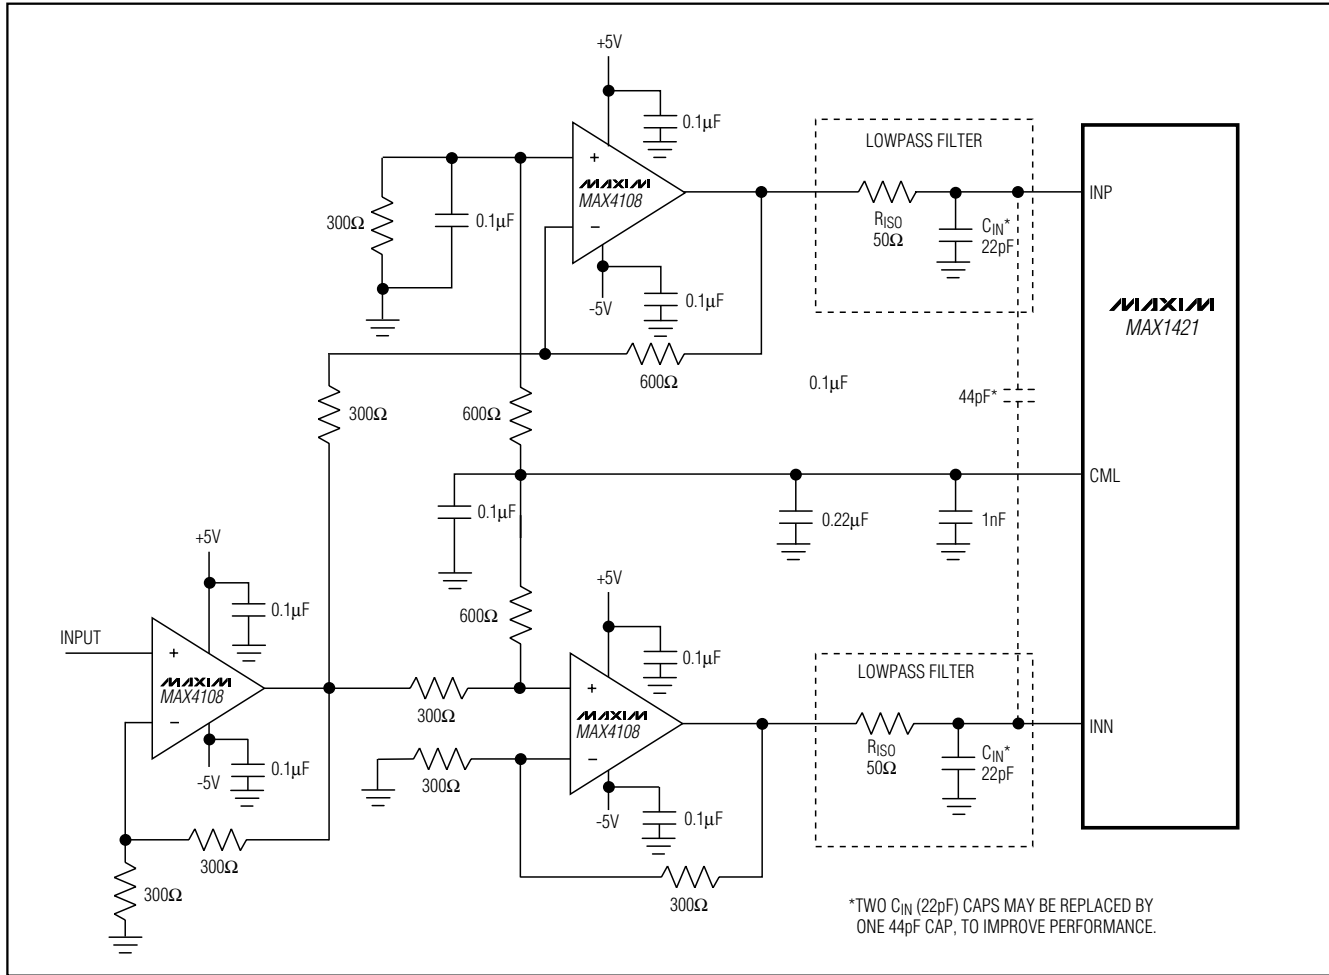 +5V
0.1µF
LOWPASS FILTER
+
MAXIM
MAX4108
−
300Ω
0.1µF
-5V
0.1µF
RISO
50Ω
CIN*
22pF
INP
MAXIM
MAX1421
600Ω
0.1µF
44pF*
300Ω
600Ω
CML
0.1µF
0.22µF
1nF
+5V
0.1µF
INPUT
+
MAXIM
MAX4108
−
-5V
0.1µF
300Ω
300Ω
600Ω
300Ω
300Ω
+5V
0.1µF
+
MAXIM
MAX4108
−
-5V
0.1µF
300Ω
LOWPASS FILTER
RISO
50Ω
CIN*
22pF
INN
*TWO CIN (22pF) CAPS MAY BE REPLACED BY
ONE 44pF CAP, TO IMPROVE PERFORMANCE.